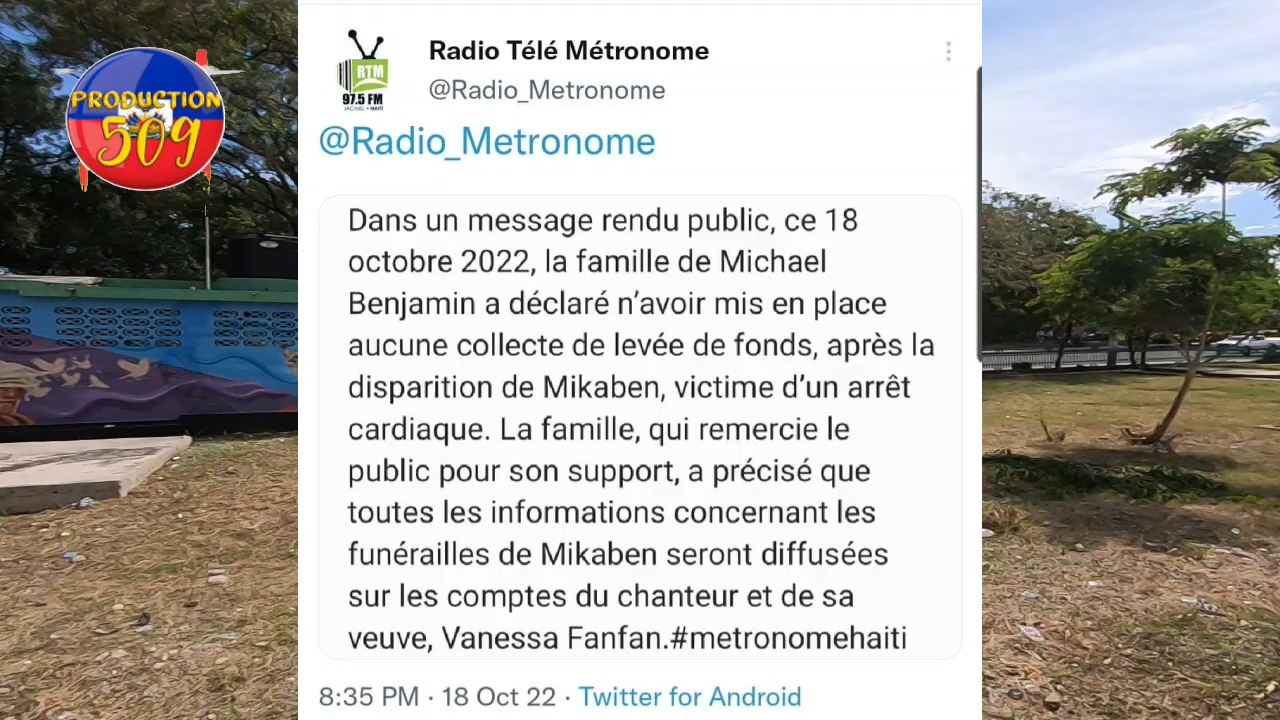 PRODUCTION
509
RTM
97.5 FM
JACMEL • HAITI
Radio Télé Métronome
@Radio_Metronome
@Radio_Metronome
Dans un message rendu public, ce 18
octobre 2022, la famille de Michael
Benjamin a déclaré n’avoir mis en place
aucune collecte de levée de fonds, après la
disparition de Mikaben, victime d’un arrêt
cardiaque. La famille, qui remercie le
public pour son support, a précisé que
toutes les informations concernant les
funérailles de Mikaben seront diffusées
sur les comptes du chanteur et de sa
veuve, Vanessa Fanfan.#metronomehaiti
8:35 PM · 18 Oct 22 · Twitter for Android